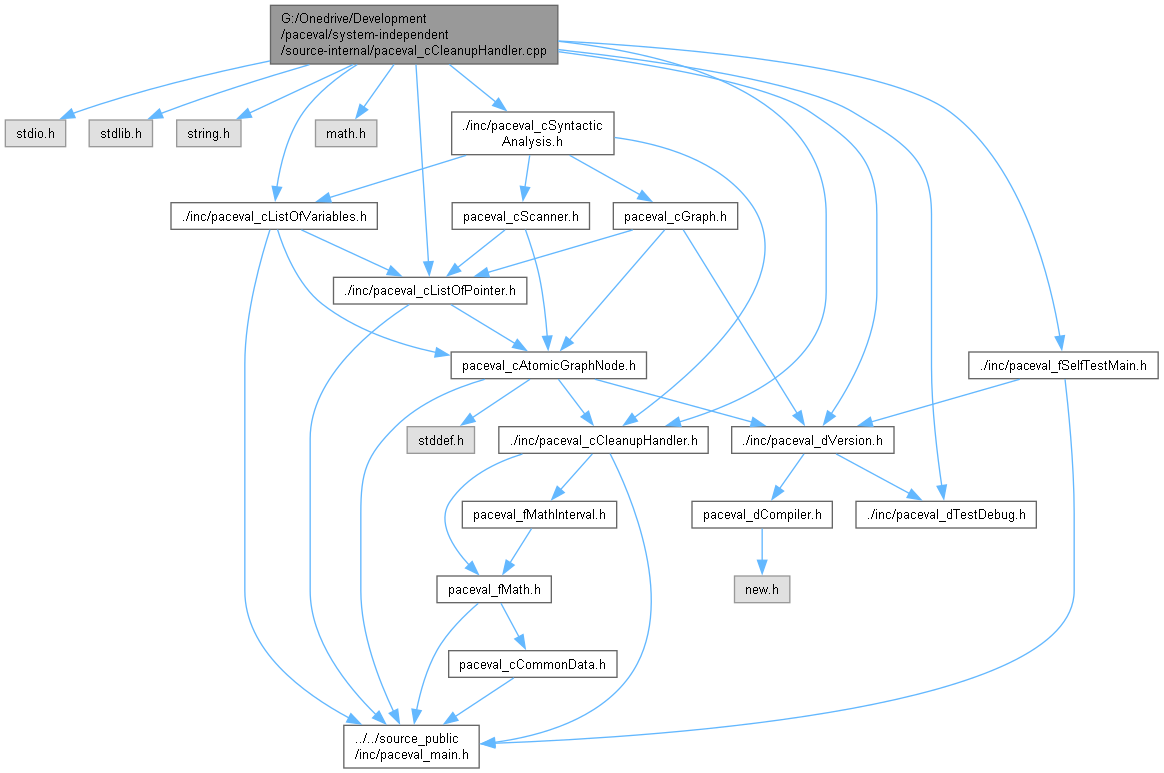 G:/Onedrive/Development
/paceval/system-independent
/source-internal/paceval_cCleanupHandler.cpp
stdio.h
stdlib.h
string.h
math.h
./inc/paceval_cSyntactic
Analysis.h
./inc/paceval_cListOfVariables.h
paceval_cScanner.h
paceval_cGraph.h
./inc/paceval_cListOfPointer.h
paceval_cAtomicGraphNode.h
./inc/paceval_fSelfTestMain.h
stddef.h
./inc/paceval_cCleanupHandler.h
./inc/paceval_dVersion.h
paceval_fMathInterval.h
paceval_dCompiler.h
./inc/paceval_dTestDebug.h
paceval_fMath.h
new.h
paceval_cCommonData.h
../../source_public
/inc/paceval_main.h